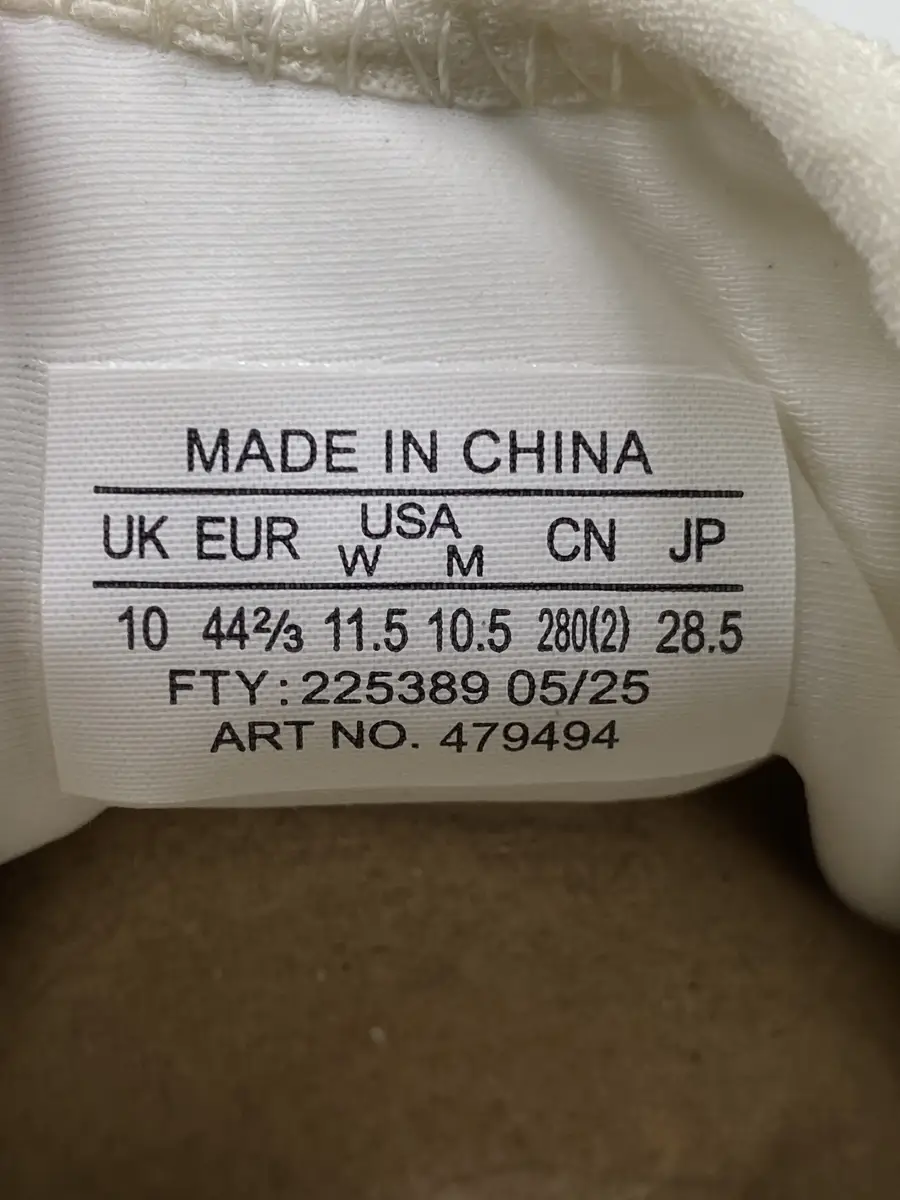 MADE IN CHINA
UK EUR USA CN JP
W M
10 44⅔ 11.5 10.5 280(2) 28.5
FTY:225389 05/25
ART NO. 479494